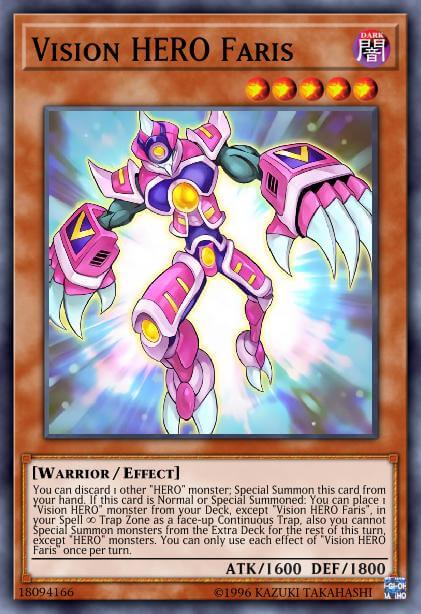 Vision HERO Faris
DARK
闇
[Warrior / Effect]
You can discard 1 other "HERO" monster; Special Summon this card from
your hand. If this card is Normal or Special Summoned: You can place 1
"Vision HERO" monster from your Deck, except "Vision HERO Faris", in
your Spell ∞ Trap Zone as a face-up Continuous Trap, also you cannot
Special Summon monsters from the Extra Deck for the rest of this turn,
except "HERO" monsters. You can only use each effect of "Vision HERO
Faris" once per turn.
ATK/1600 DEF/1800
18094166
©1996 KAZUKI TAKAHASHI